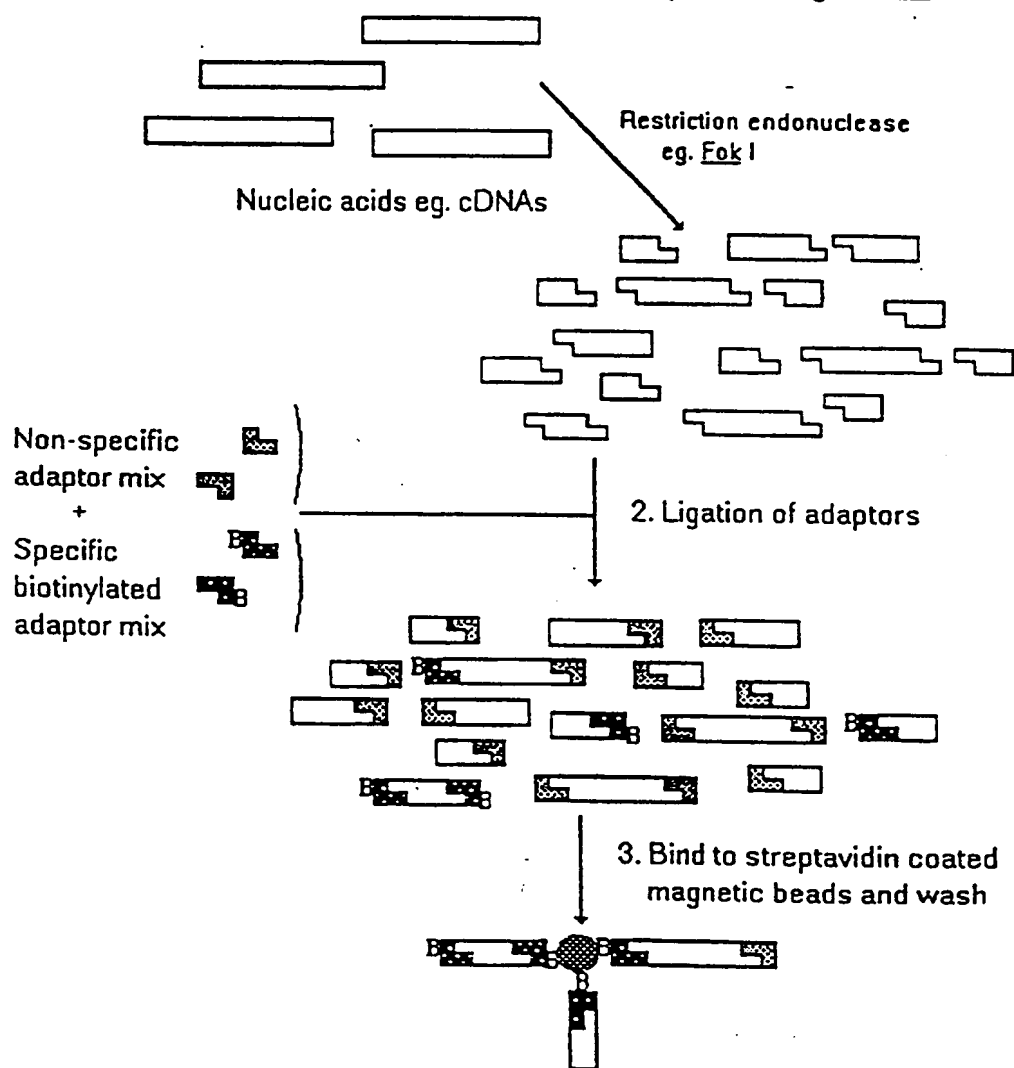 Restriction endonuclease
eg. Fok I
Nucleic acids eg. cDNAs
Non-specific
adaptor mix
+
Specific
biotinylated
adaptor mix
B
B
2. Ligation of adaptors
B
B
B
B
B
3. Bind to streptavidin coated
magnetic beads and wash
B
B
B
B